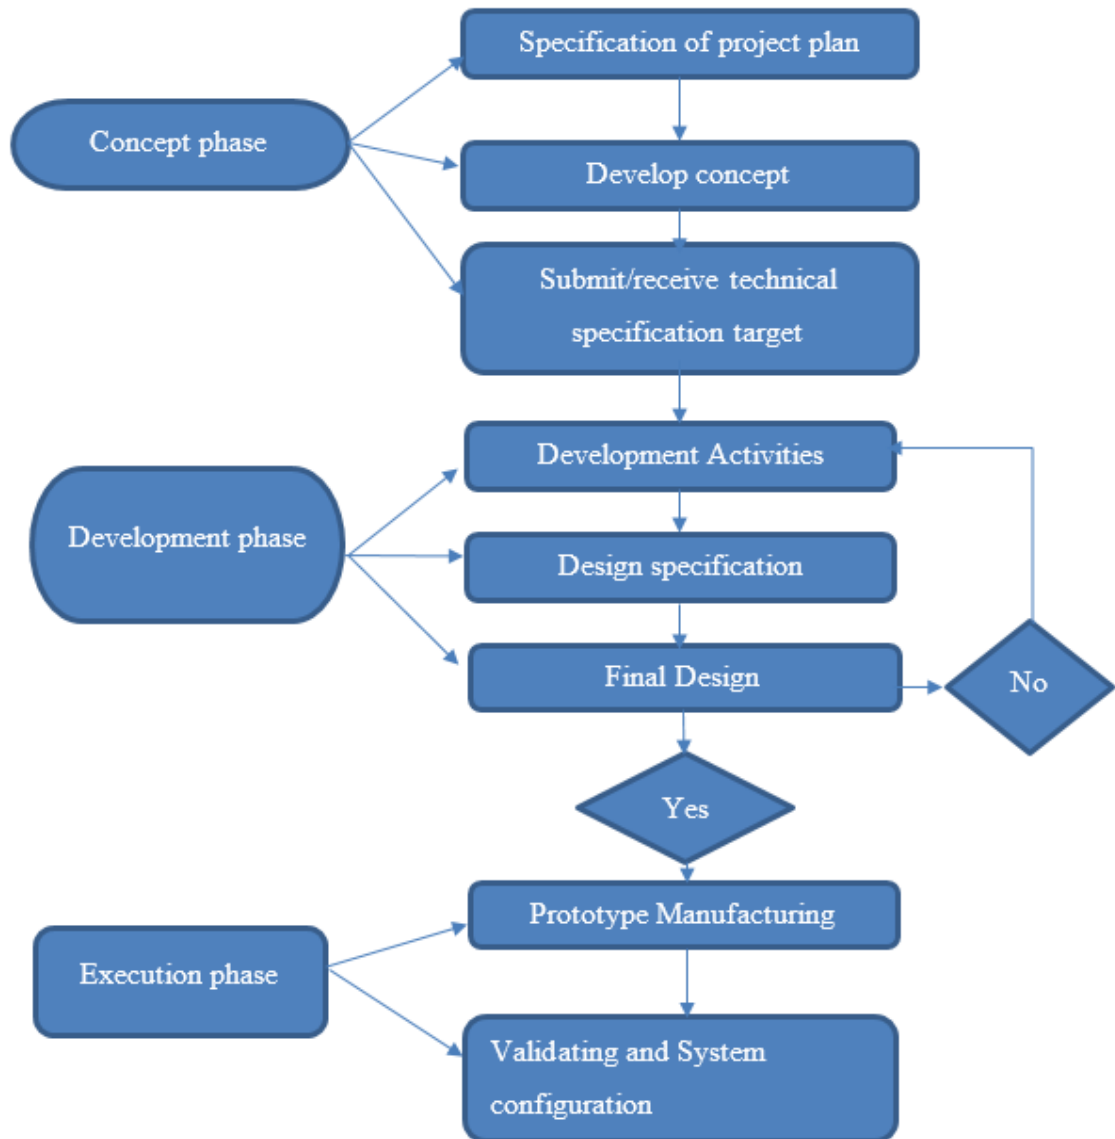 Specification of project plan
Concept phase
Develop concept
Submit/receive technical
specification target
Development Activities
Development phase
Design specification
Final Design
No
Yes
Prototype Manufacturing
Execution phase
Validating and System
configuration